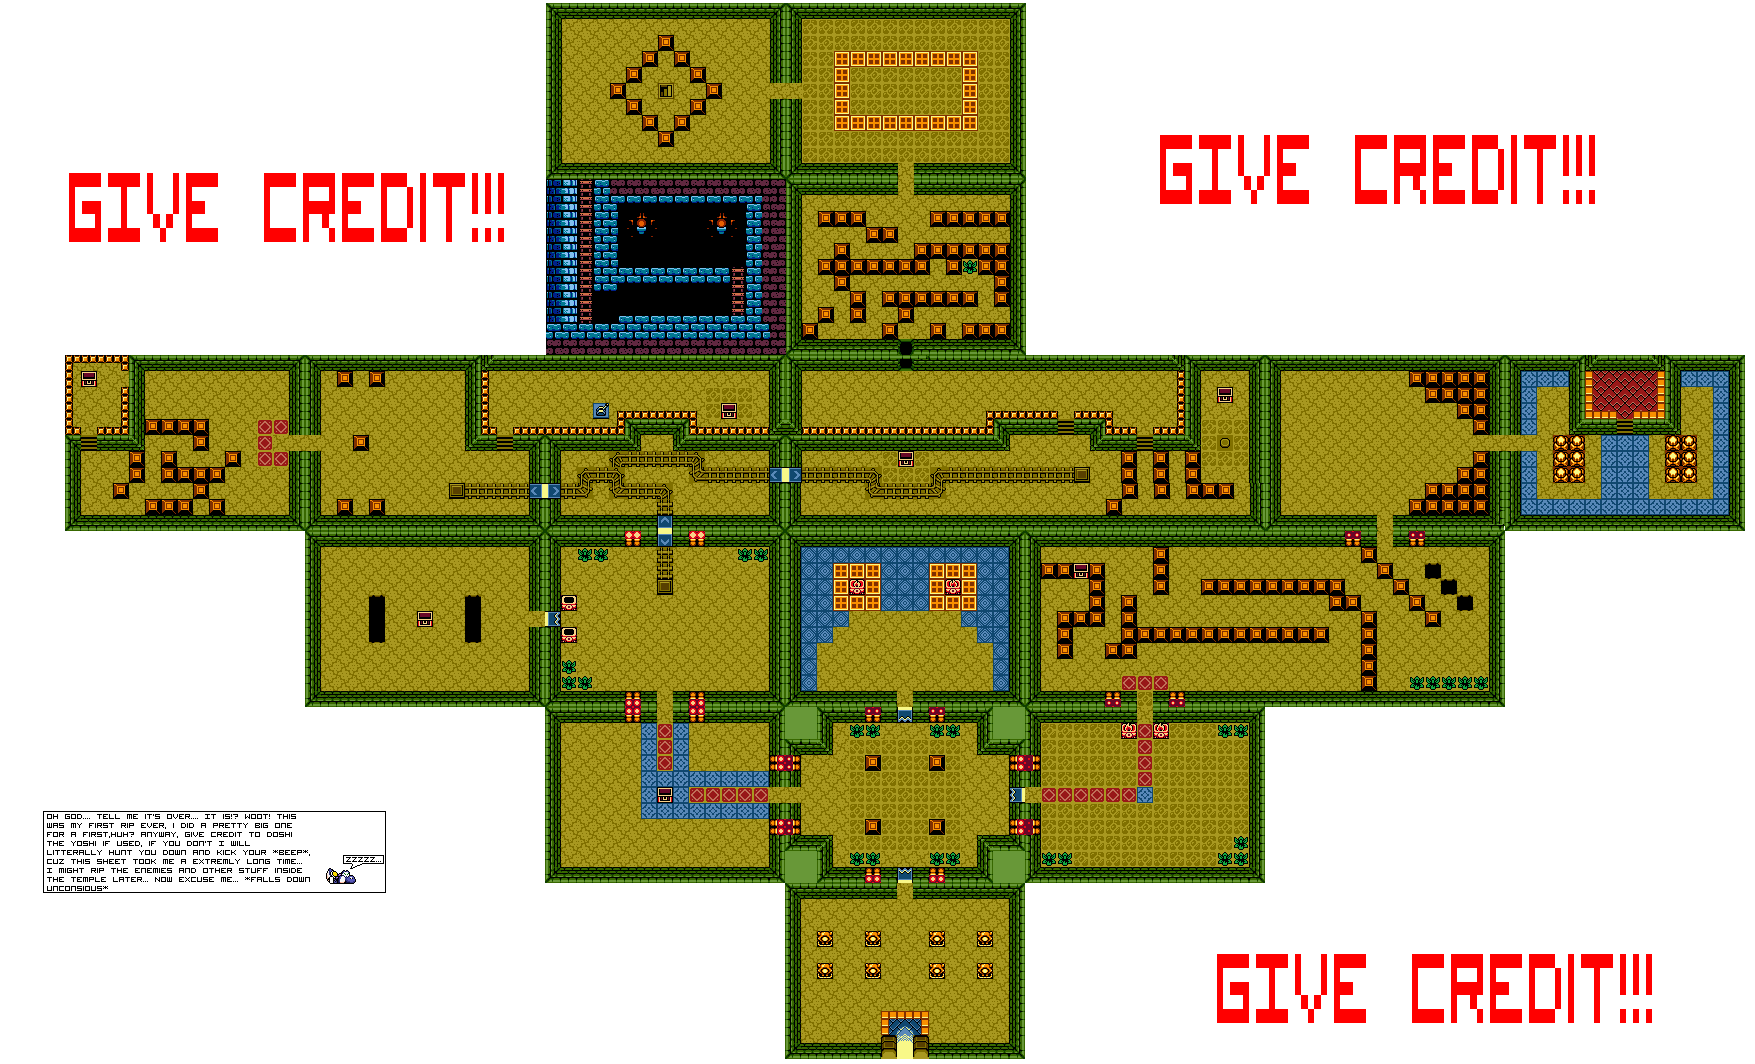 GIVE CREDIT!!!
GIVE CREDIT!!!
OH GOD.... TELL ME IT'S OVER.... IT IS!? WOOT! THIS
WAS MY FIRST RIP EVER, I DID A PRETTY BIG ONE
FOR A FIRST,HUH? ANYWAY, GIVE CREDIT TO DOSHI
THE YOSHI IF USED, IF YOU DON'T I WILL
LITTERALLY HUNT YOU DOWN AND KICK YOUR *BEEP*,
CUZ THIS SHEET TOOK ME A EXTREMLY LONG TIME...
I MIGHT RIP THE ENEMIES AND OTHER STUFF INSIDE
THE TEMPLE LATER... NOW EXCUSE ME... *FALLS DOWN
UNCONSIOUS*
ZZZZZ...
GIVE CREDIT!!!